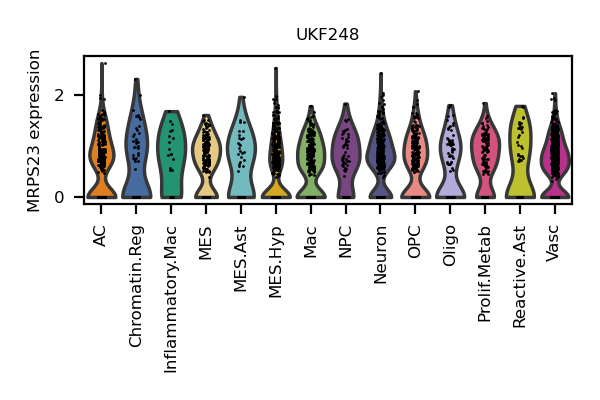 UKF248
MRPS23 expression
2
0
AC
Chromatin.Reg
Inflammatory.Mac
MES
MES.Ast
MES.Hyp
Mac
NPC
Neuron
OPC
Oligo
Prolif.Metab
Reactive.Ast
Vasc